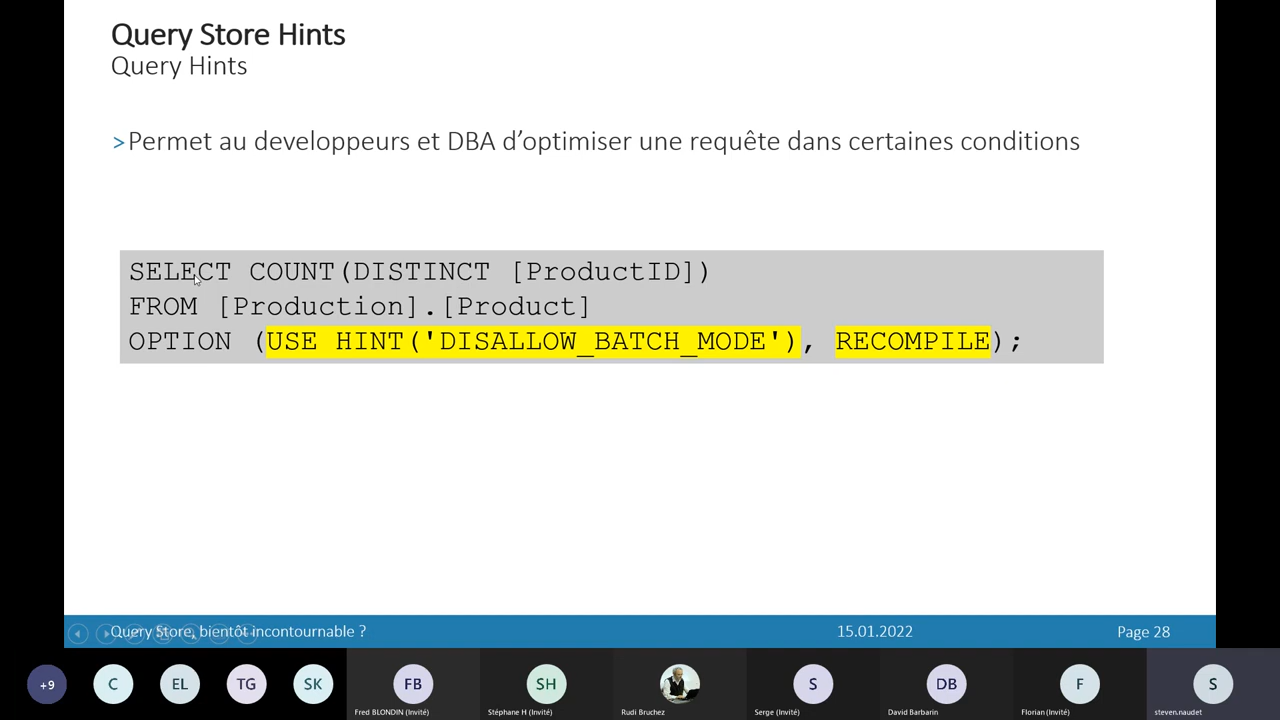 Query Store Hints
Query Hints
>Permet au developpeurs et DBA d’optimiser une requête dans certaines conditions
SELECT COUNT(DISTINCT [ProductID])
FROM [Production].[Product]
OPTION (USE HINT('DISALLOW_BATCH_MODE'), RECOMPILE);
Query Store, bientôt incontournable ?
15.01.2022
Page 28
+9
C
EL
TG
SK
FB
SH
S
DB
F
S
Fred BLONDIN (Invité)
Stéphane H (Invité)
Rudi Bruchez
Serge (Invité)
David Barbarin
Florian (Invité)
steven.naudet